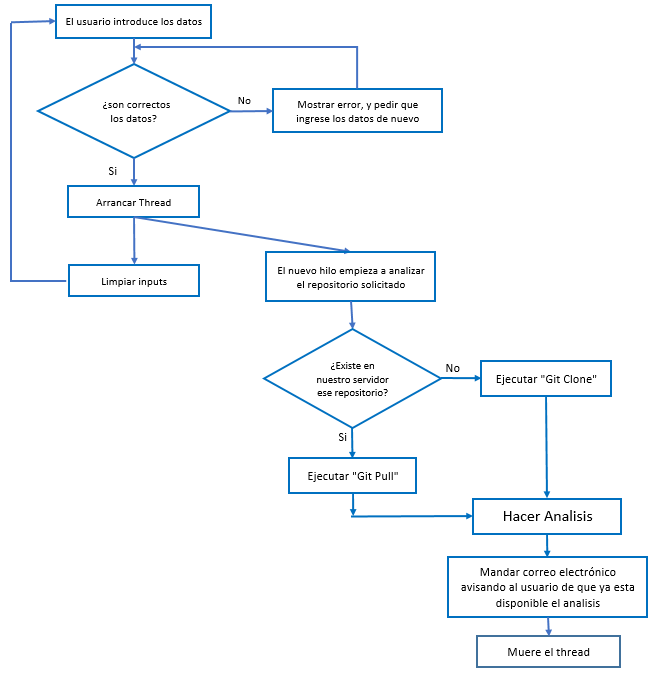 El usuario introduce los datos
¿son correctos
los datos?
No
Mostrar error, y pedir que
ingrese los datos de nuevo
Si
Arrancar Thread
Limpiar inputs
El nuevo hilo empieza a analizar
el repositorio solicitado
¿Existe en
nuestro servidor
ese repositorio?
No
Ejecutar "Git Clone"
Si
Ejecutar "Git Pull"
Hacer Analisis
Mandar correo electrónico
avisando al usuario de que ya esta
disponible el analisis
Muere el thread